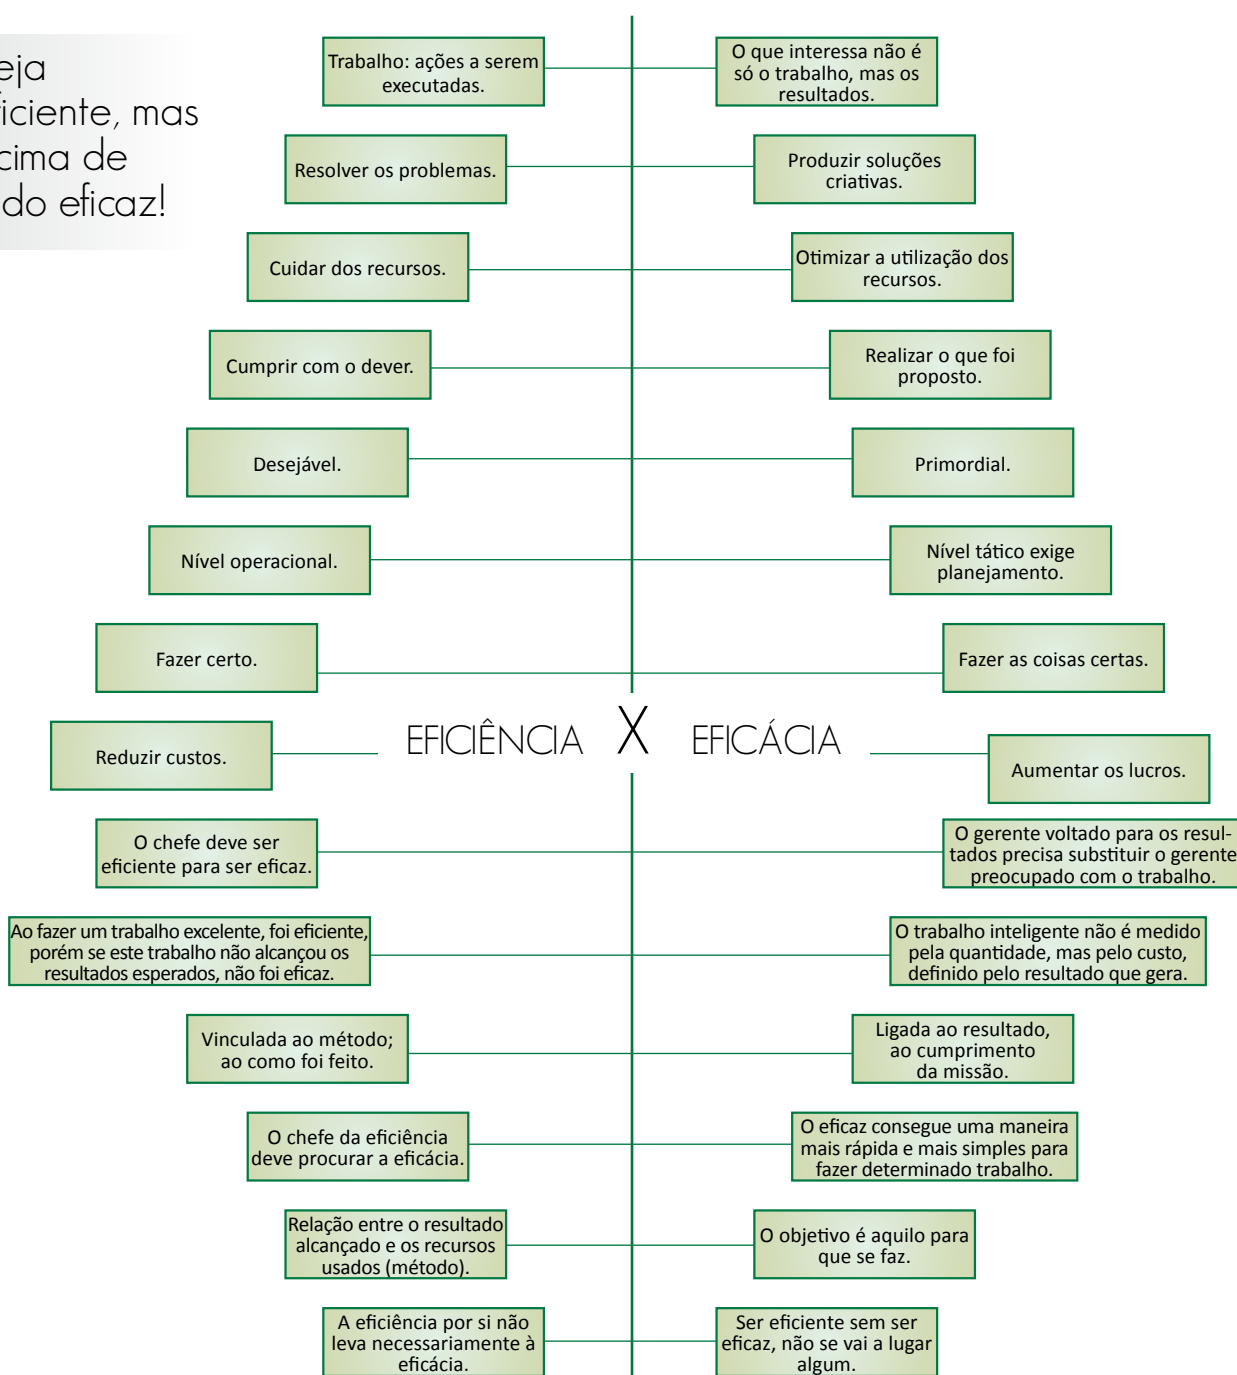 eja
iciente, mas
cima de
do eficaz!
Trabalho: ações a serem
executadas.
O que interessa não é
só o trabalho, mas os
resultados.
Resolver os problemas.
Produzir soluções
criativas.
Cuidar dos recursos.
Otimizar a utilização dos
recursos.
Cumprir com o dever.
Realizar o que foi
proposto.
Desejável.
Primordial.
Nível operacional.
Nível tático exige
planejamento.
Fazer certo.
Fazer as coisas certas.
EFICIÊNCIA X EFICÁCIA
Reduzir custos.
Aumentar os lucros.
O chefe deve ser
eficiente para ser eficaz.
O gerente voltado para os resul-
tados precisa substituir o gerente
preocupado com o trabalho.
Ao fazer um trabalho excelente, foi eficiente,
porém se este trabalho não alcançou os
resultados esperados, não foi eficaz.
O trabalho inteligente não é medido
pela quantidade, mas pelo custo,
definido pelo resultado que gera.
Vinculada ao método;
ao como foi feito.
Ligada ao resultado,
ao cumprimento
da missão.
O chefe da eficiência
deve procurar a eficácia.
O eficaz consegue uma maneira
mais rápida e mais simples para
fazer determinado trabalho.
Relação entre o resultado
alcançado e os recursos
usados (método).
O objetivo é aquilo para
que se faz.
A eficiência por si não
leva necessariamente à
eficácia.
Ser eficiente sem ser
eficaz, não se vai a lugar
algum.